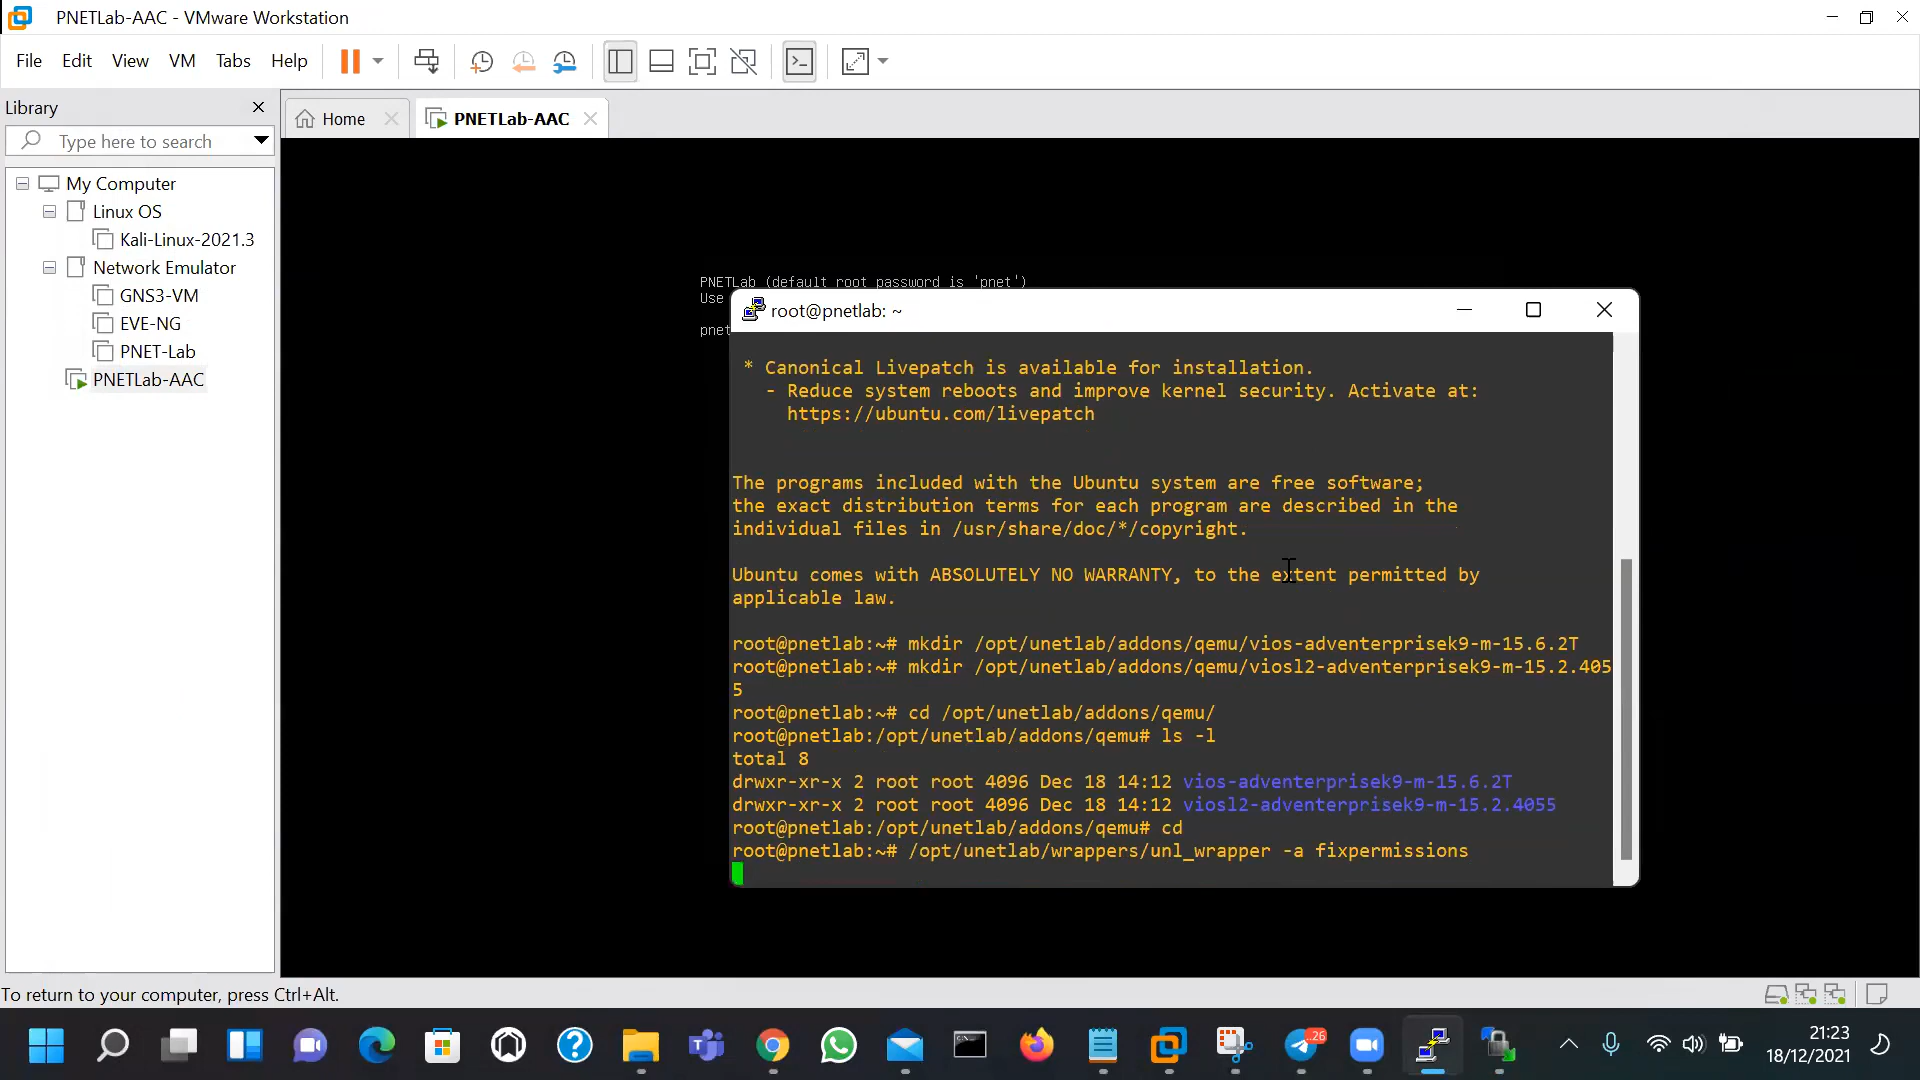 PNETLab-AAC - VMware Workstation
File Edit View VM Tabs Help
Library
Type here to search
My Computer
Linux OS
Kali-Linux-2021.3
Network Emulator
GNS3-VM
EVE-NG
PNET-Lab
PNETLab-AAC
Home
PNETLab-AAC
PNETLab (default root password is 'pnet')
Use
pnet
root@pnetlab: ~
* Canonical Livepatch is available for installation.
- Reduce system reboots and improve kernel security. Activate at:
https://ubuntu.com/livepatch
The programs included with the Ubuntu system are free software;
the exact distribution terms for each program are described in the
individual files in /usr/share/doc/*/copyright.
Ubuntu comes with ABSOLUTELY NO WARRANTY, to the extent permitted by
applicable law.
root@pnetlab:~# mkdir /opt/unetlab/addons/qemu/vios-adventerprisek9-m-15.6.2T
root@pnetlab:~# mkdir /opt/unetlab/addons/qemu/viosl2-adventerprisek9-m-15.2.405
5
root@pnetlab:~# cd /opt/unetlab/addons/qemu/
root@pnetlab:/opt/unetlab/addons/qemu# ls -l
total 8
drwxr-xr-x 2 root root 4096 Dec 18 14:12 vios-adventerprisek9-m-15.6.2T
drwxr-xr-x 2 root root 4096 Dec 18 14:12 viosl2-adventerprisek9-m-15.2.4055
root@pnetlab:/opt/unetlab/addons/qemu# cd
root@pnetlab:~# /opt/unetlab/wrappers/unl_wrapper -a fixpermissions
To return to your computer, press Ctrl+Alt.
26
21:23
18/12/2021